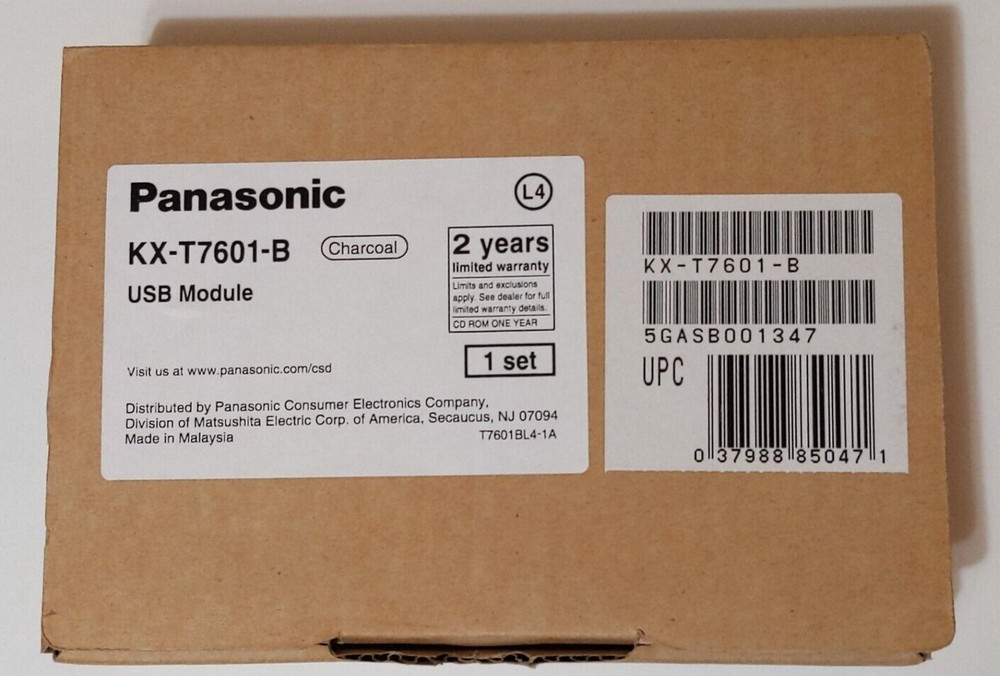 Panasonic
L4
KX-T7601-B
Charcoal
USB Module
2 years
limited warranty
Limits and exclusions
apply. See dealer for full
limited warranty details.
CD ROM ONE YEAR
1 set
Visit us at www.panasonic.com/csd
Distributed by Panasonic Consumer Electronics Company,
Division of Matsushita Electric Corp. of America, Secaucus, NJ 07094
Made in Malaysia
T7601BL4-1A
KX-T7601-B
5GASB001347
UPC
0 37988 85047 1